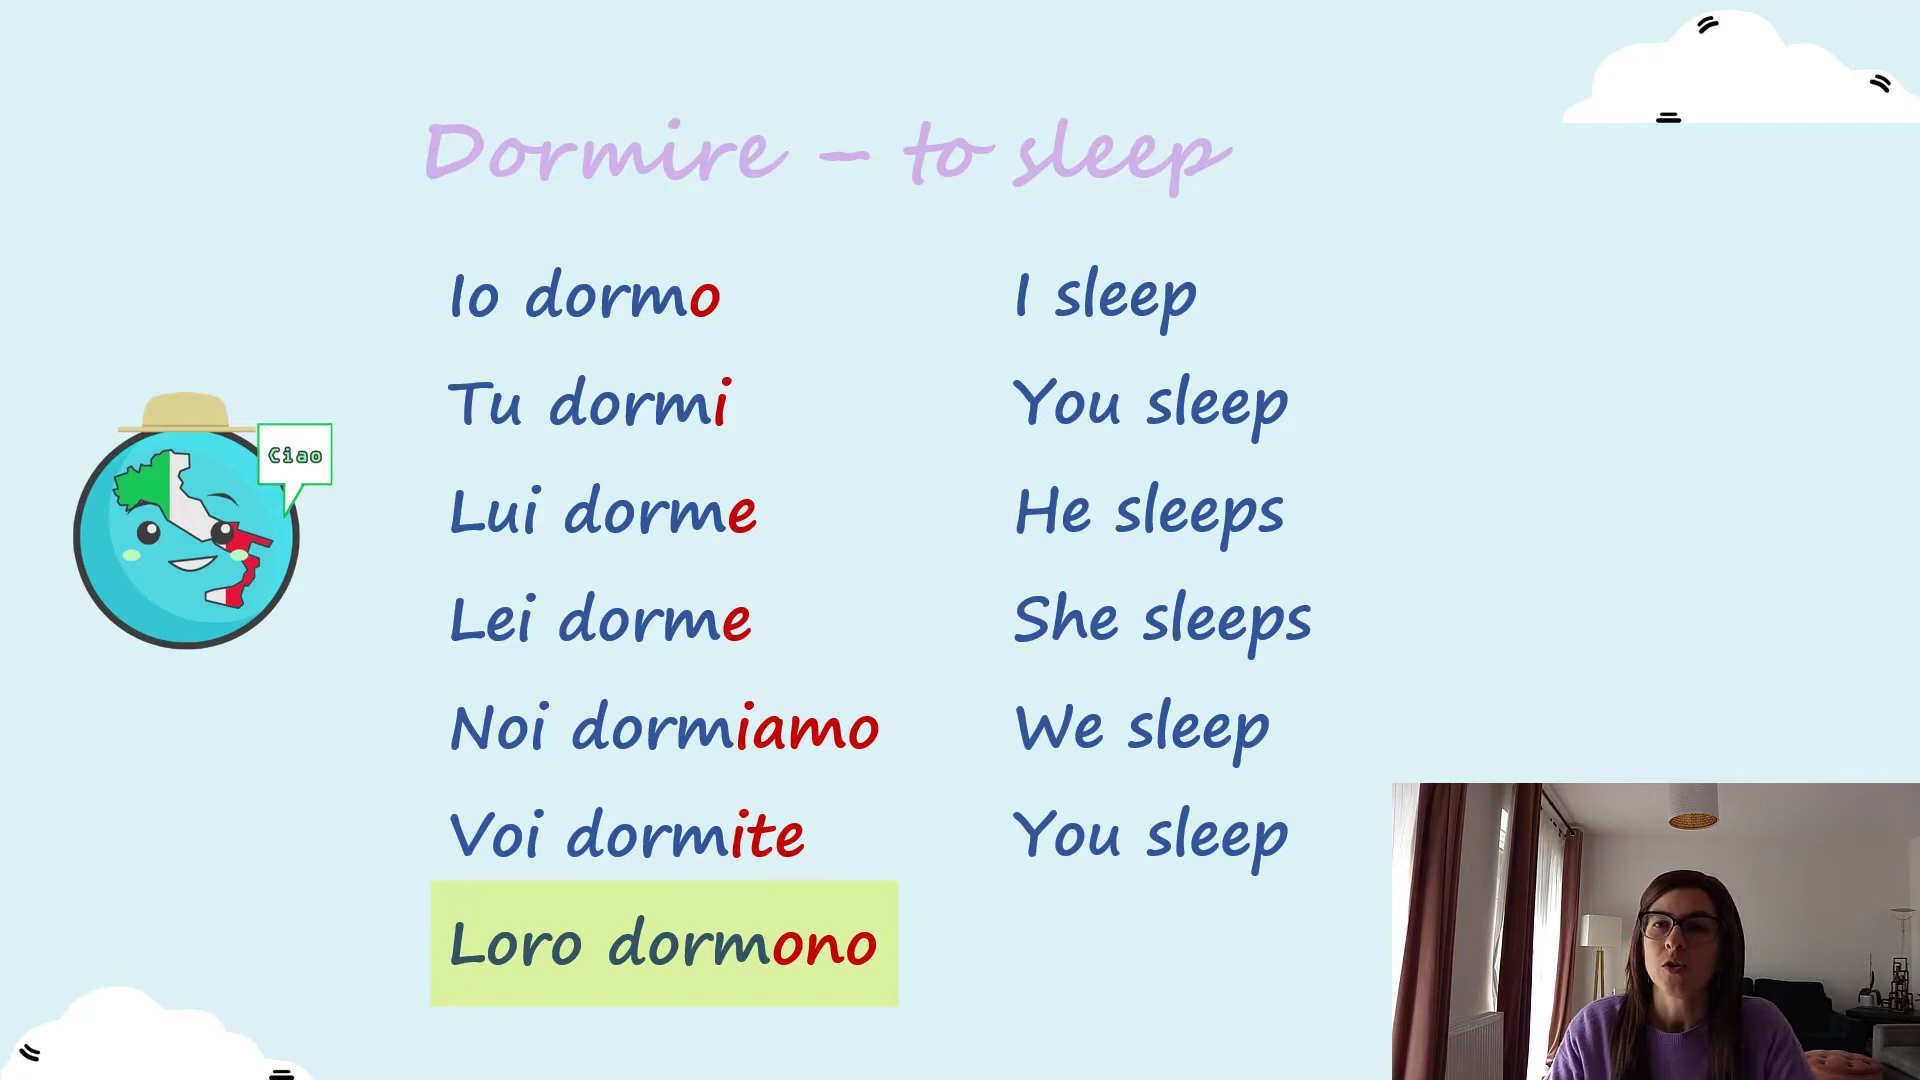 Dormire – to sleep
Io dormo I sleep
Tu dormi You sleep
Ciao
Lui dorme He sleeps
Lei dorme She sleeps
Noi dormiamo We sleep
Voi dormite You sleep
Loro dormono